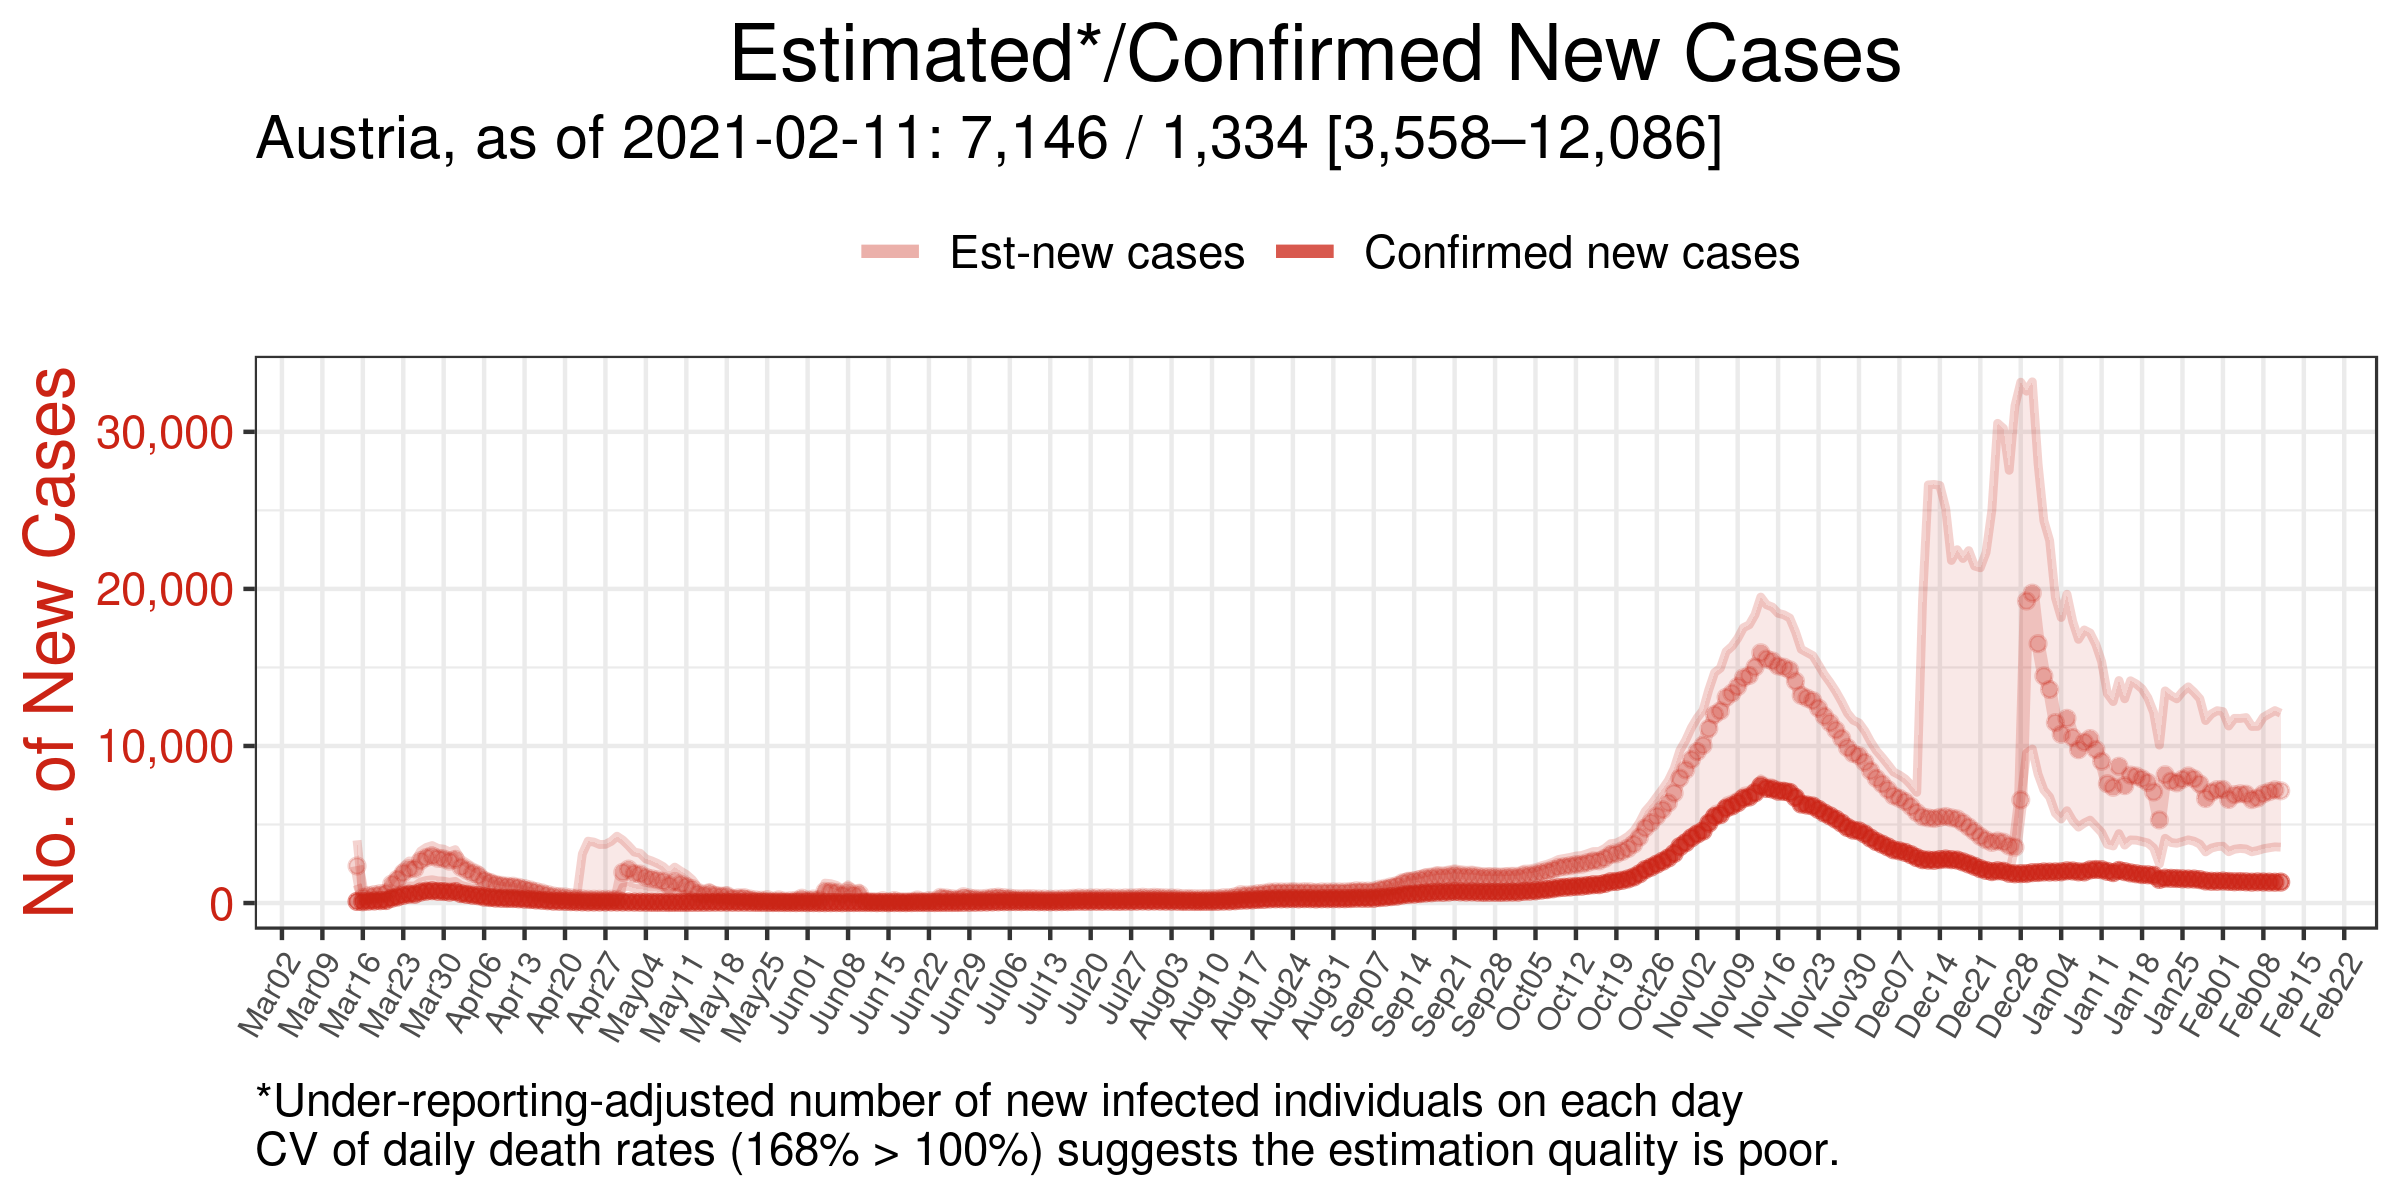 Estimated*/Confirmed New Cases
Austria, as of 2021-02-11: 7,146 / 1,334 [3,558–12,086]
Est-new cases
Confirmed new cases
No. of New Cases
30,000
20,000
10,000
0
Mar02
Mar09
Mar16
Mar23
Mar30
Apr06
Apr13
Apr20
Apr27
May04
May11
May18
May25
Jun01
Jun08
Jun15
Jun22
Jun29
Jul06
Jul13
Jul20
Jul27
Aug03
Aug10
Aug17
Aug24
Aug31
Sep07
Sep14
Sep21
Sep28
Oct05
Oct12
Oct19
Oct26
Nov02
Nov09
Nov16
Nov23
Nov30
Dec07
Dec14
Dec21
Dec28
Jan04
Jan11
Jan18
Jan25
Feb01
Feb08
Feb15
Feb22
*Under-reporting-adjusted number of new infected individuals on each day
CV of daily death rates (168% > 100%) suggests the estimation quality is poor.